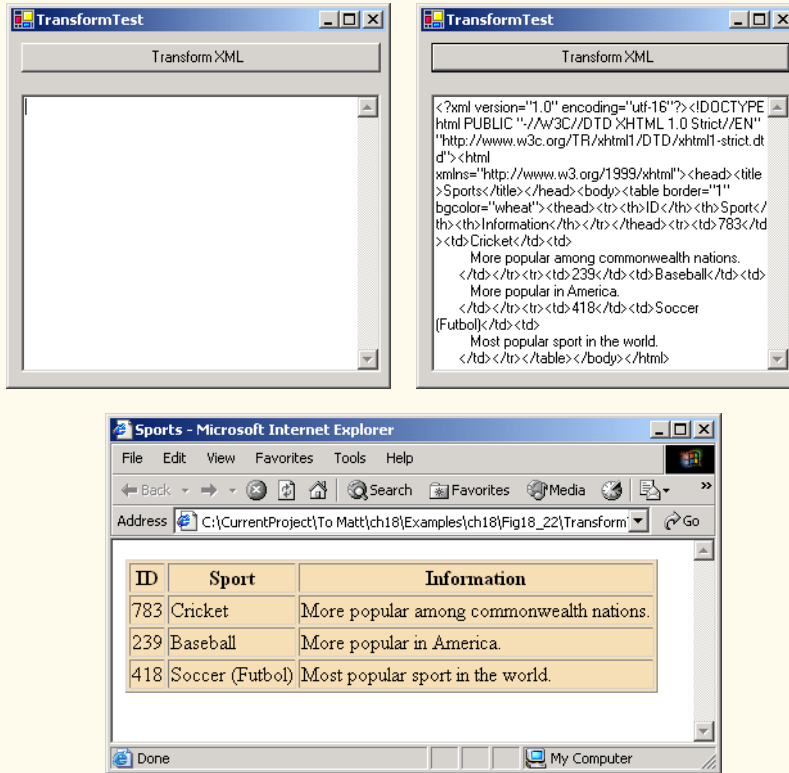 TransformTest
Transform XML
TransformTest
Transform XML
<?xml version="1.0" encoding="utf-16"?><!DOCTYPE
html PUBLIC "-//W3C//DTD XHTML 1.0 Strict//EN"
"http://www.w3c.org/TR/xhtml1/DTD/xhtml1-strict.dt
d"><html
xmlns="http://www.w3.org/1999/xhtml"><head><title
>Sports</title></head><body><table border="1"
bgcolor="wheat"><thead><tr><th>ID</th><th>Sport</
th><th>Information</th></tr></thead><tr><td>783</td
><td>Cricket</td><td>
More popular among commonwealth nations.
</td></tr><tr><td>239</td><td>Baseball</td><td>
More popular in America.
</td></tr><tr><td>418</td><td>Soccer
(Futbol)</td><td>
Most popular sport in the world.
</td></tr></table></body></html>
Sports - Microsoft Internet Explorer
File Edit View Favorites Tools Help
Back Search Favorites Media »
Address C:\CurrentProject\To Matt\ch18\Examples\ch18\Fig18_22\Transform Go
ID Sport Information
783 Cricket More popular among commonwealth nations.
239 Baseball More popular in America.
418 Soccer (Futbol) Most popular sport in the world.
Done My Computer